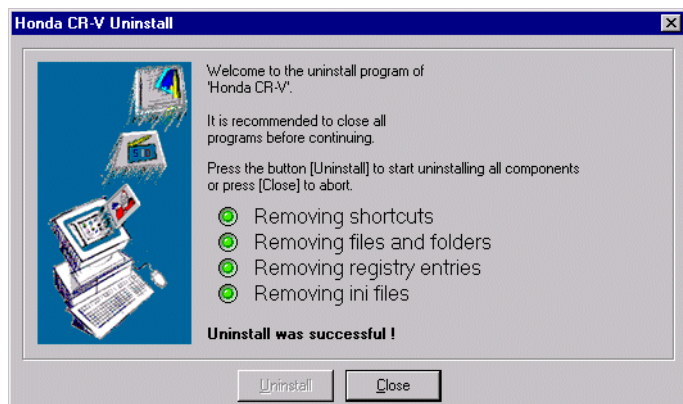 Honda CR-V Uninstall
Welcome to the uninstall program of
'Honda CR-V'.
It is recommended to close all
programs before continuing.
Press the button [Uninstall] to start uninstalling all components
or press [Close] to abort.
Removing shortcuts
Removing files and folders
Removing registry entries
Removing ini files
Uninstall was successful !
Uninstall
Close